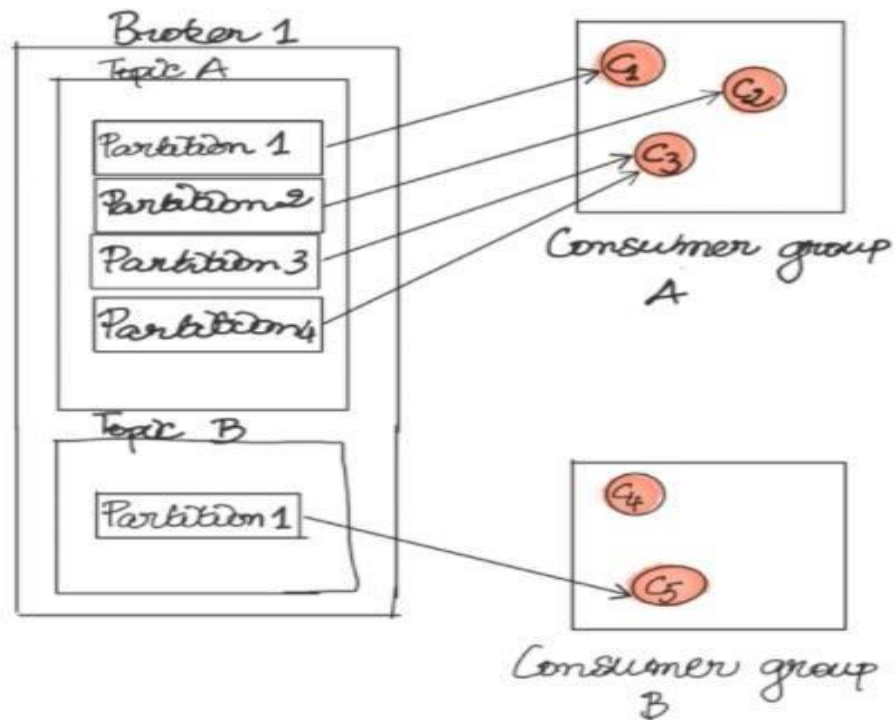 Broker 1
Topic A
Partition 1
Partition 2
Partition 3
Partition 4
Topic B
Partition 1
C1
C2
C3
Consumer group
A
C4
C5
Consumer group
B